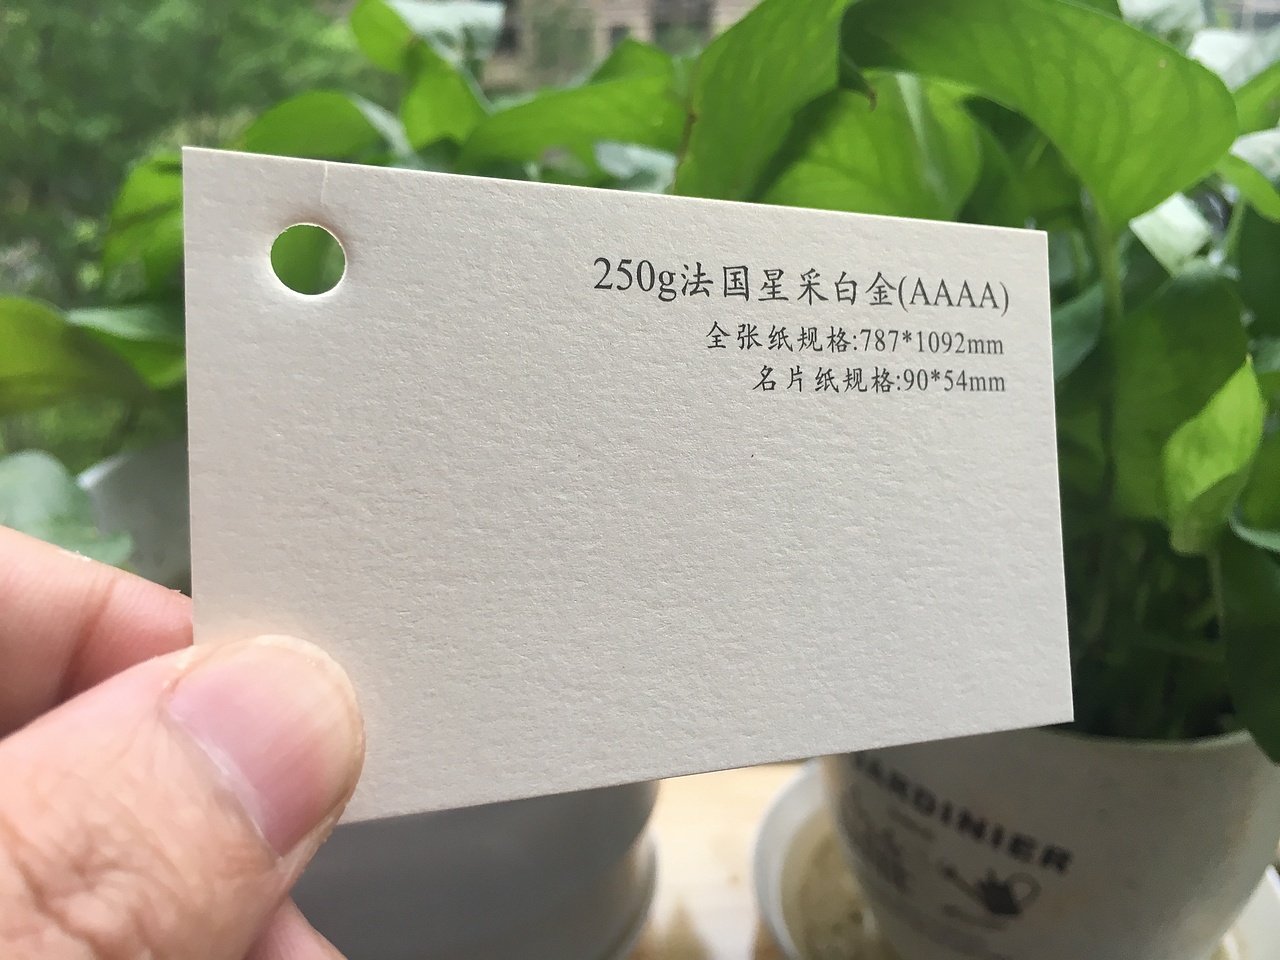 250g法国星采白金(AAAA)
全张纸规格:787*1092mm
名片纸规格:90*54mm
JARDINIER